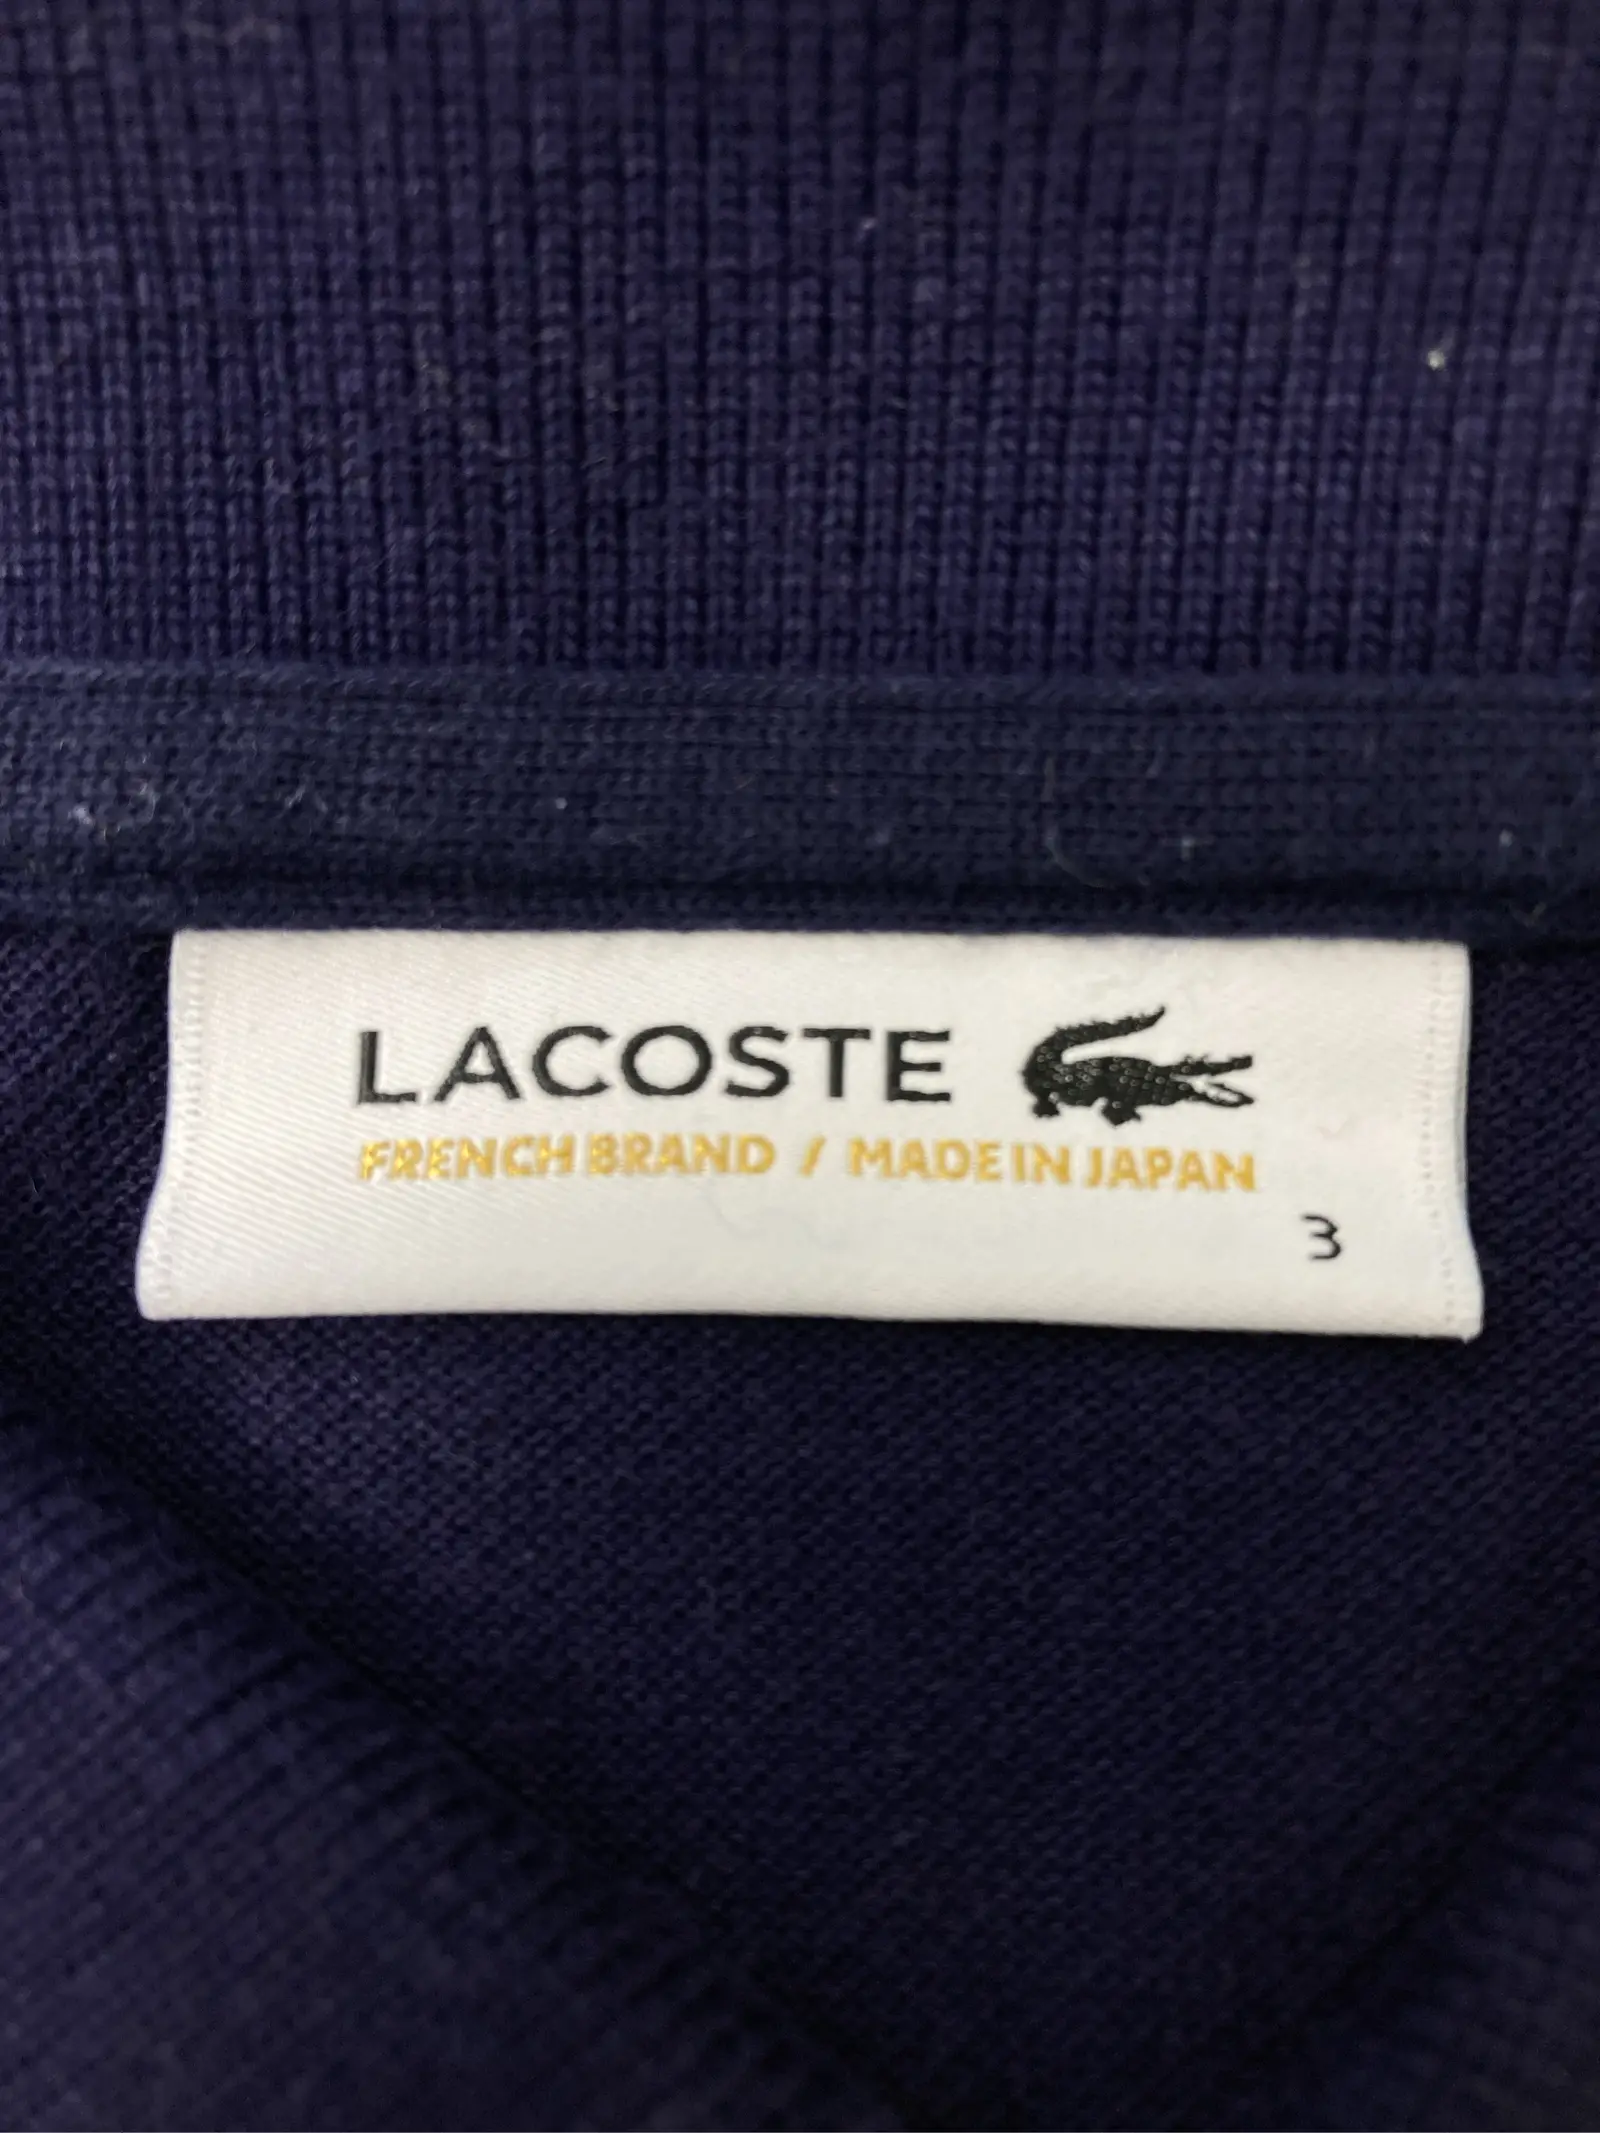 LACOSTE
FRENCH BRAND / MADE IN JAPAN
3